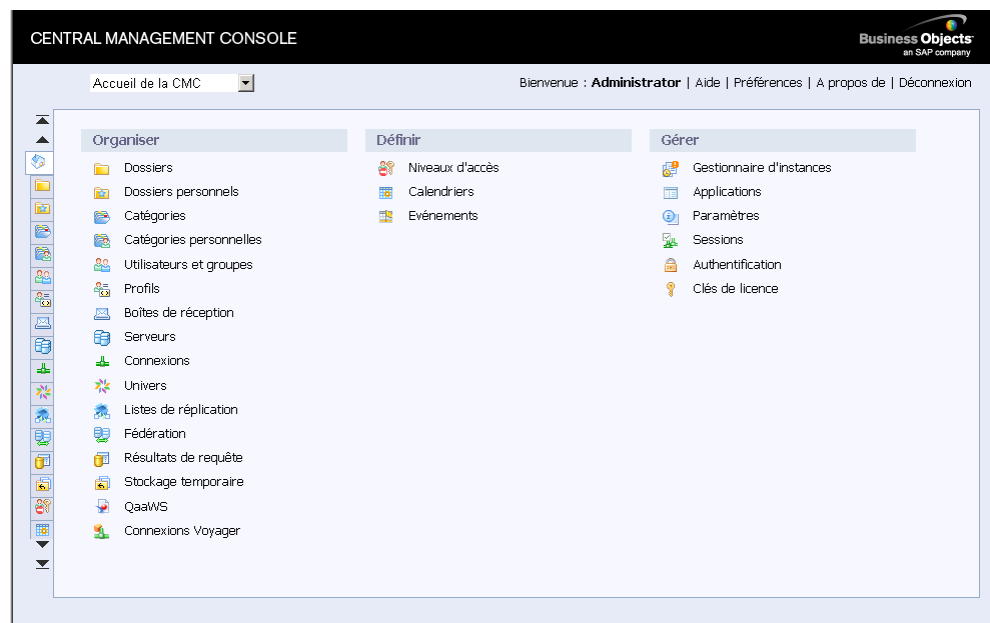 CENTRAL MANAGEMENT CONSOLE
Business Objects
an SAP company
Accueil de la CMC
Bienvenue : Administrator | Aide | Préférences | A propos de | Déconnexion
Organiser
Dossiers
Dossiers personnels
Catégories
Catégories personnelles
Utilisateurs et groupes
Profils
Boîtes de réception
Serveurs
Connexions
Univers
Listes de réplication
Fédération
Résultats de requête
Stockage temporaire
QaaWS
Connexions Voyager
Définir
Niveaux d'accès
Calendriers
Evénements
Gérer
Gestionnaire d'instances
Applications
Paramètres
Sessions
Authentification
Clés de licence